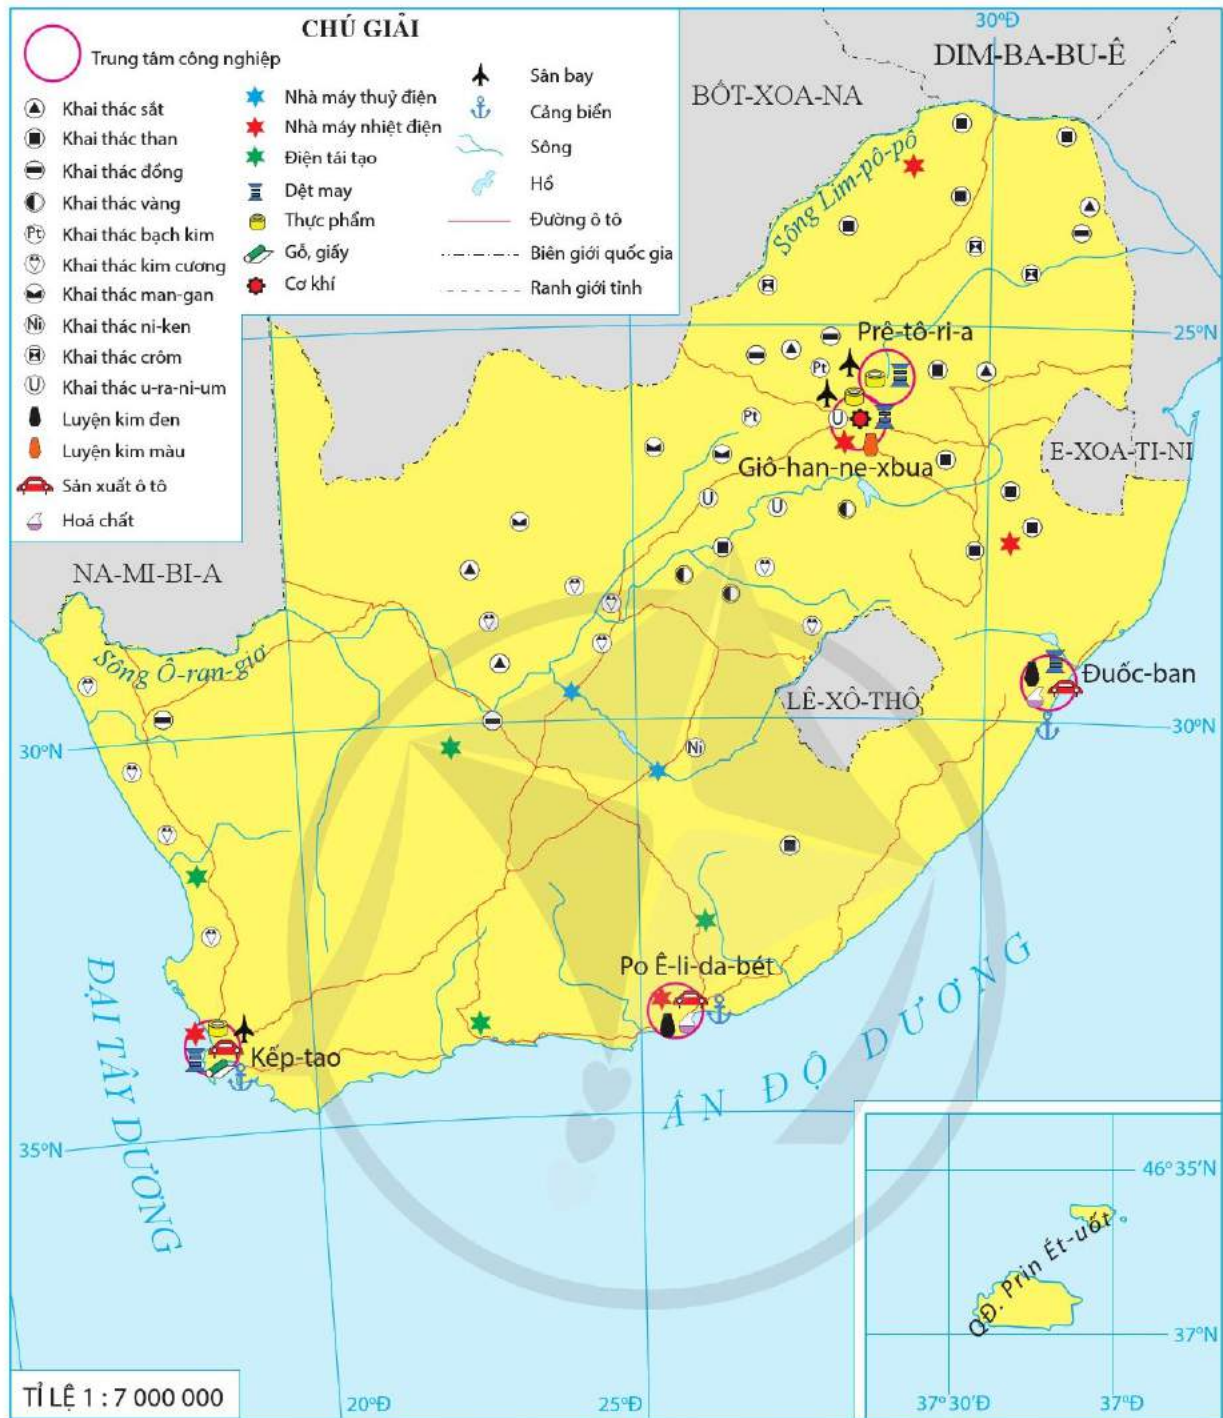 CHÚ GIẢI
Trung tâm công nghiệp
Khai thác sắt
Khai thác than
Khai thác đồng
Khai thác vàng
Pt Khai thác bạch kim
Khai thác kim cương
Khai thác man-gan
Ni Khai thác ni-ken
Khai thác crôm
U Khai thác u-ra-ni-um
Luyện kim đen
Luyện kim màu
Sản xuất ô tô
Hoá chất
Nhà máy thuỷ điện
Nhà máy nhiệt điện
Điện tái tạo
Dệt may
Thực phẩm
Gỗ, giấy
Cơ khí
Sân bay
Cảng biển
Sông
Hồ
Đường ô tô
Biên giới quốc gia
Ranh giới tỉnh
30°Đ
DIM-BA-BU-Ê
BỐT-XOA-NA
Sông Lim-pô-pô
25°N
Prê-tô-ri-a
Pt
Pt
U
Giô-han-ne-xbua
E-XOA-TI-NI
U
U
NA-MI-BI-A
Sông Ô-ran-giơ
Đuốc-ban
LÊ-XÔ-THÔ
30°N
30°N
Ni
Po Ê-li-da-bét
Kếp-tao
ĐẠI TÂY DƯƠNG
ẤN ĐỘ DƯƠNG
35°N
46°35'N
QĐ. Prin Ét-uốt
37°N
TỈ LỆ 1 : 7 000 000
20°Đ
25°Đ
37°30'Đ
37°Đ